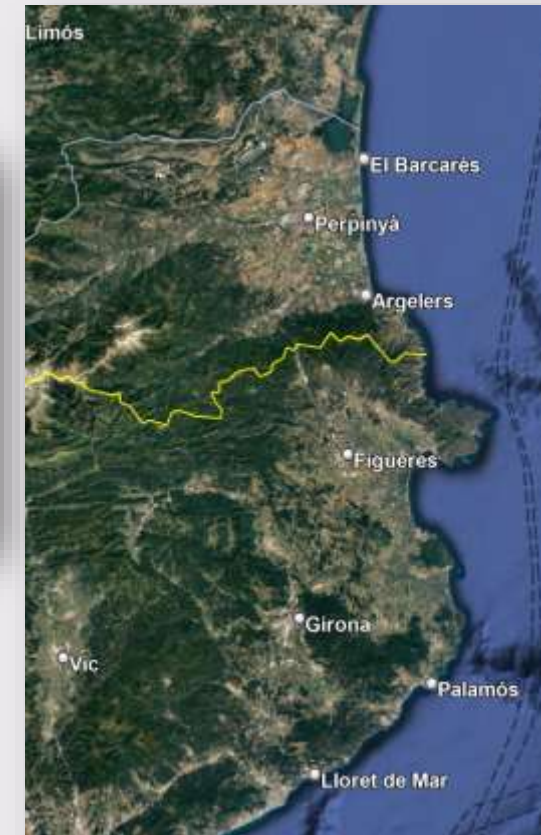 Limós
El Barcarès
Perpinyà
Argelers
Figueres
Girona
Vic
Palamós
Lloret de Mar